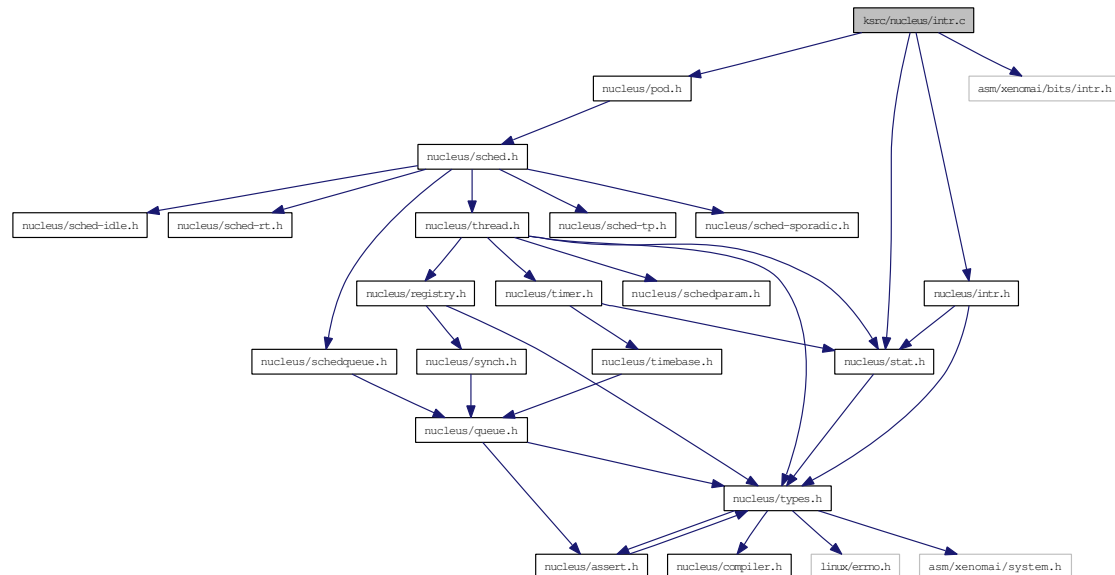 ksrc/nucleus/intr.c
nucleus/pod.h
asm/xenomai/bits/intr.h
nucleus/sched.h
nucleus/sched-idle.h
nucleus/sched-rt.h
nucleus/thread.h
nucleus/sched-tp.h
nucleus/sched-sporadic.h
nucleus/registry.h
nucleus/timer.h
nucleus/schedparam.h
nucleus/intr.h
nucleus/schedqueue.h
nucleus/synch.h
nucleus/timebase.h
nucleus/stat.h
nucleus/queue.h
nucleus/types.h
nucleus/assert.h
nucleus/compiler.h
linux/errno.h
asm/xenomai/system.h